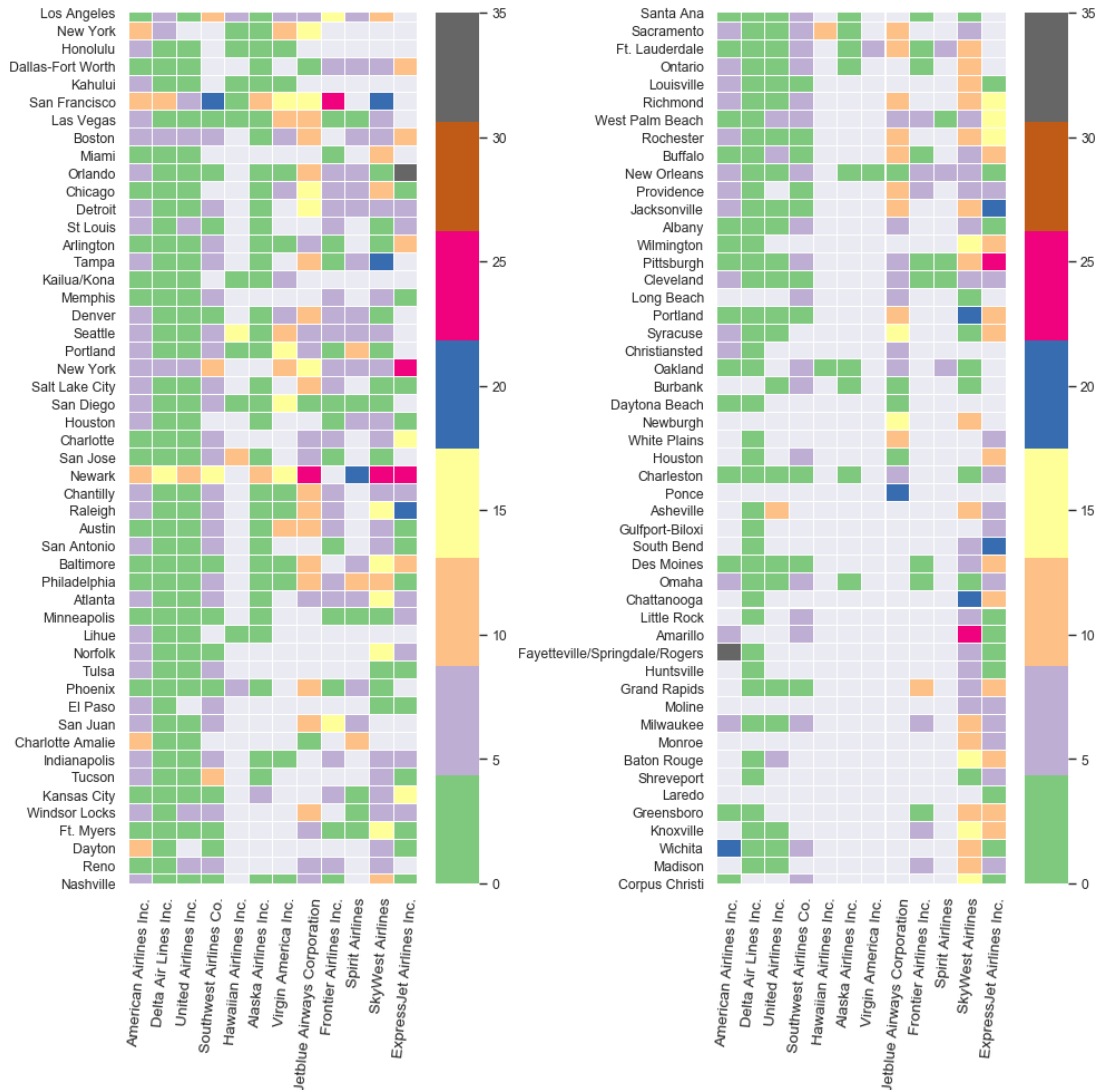 Los Angeles
New York
Honolulu
Dallas-Fort Worth
Kahului
San Francisco
Las Vegas
Boston
Miami
Orlando
Chicago
Detroit
St Louis
Arlington
Tampa
Kailua/Kona
Memphis
Denver
Seattle
Portland
New York
Salt Lake City
San Diego
Houston
Charlotte
San Jose
Newark
Chantilly
Raleigh
Austin
San Antonio
Baltimore
Philadelphia
Atlanta
Minneapolis
Lihue
Norfolk
Tulsa
Phoenix
El Paso
San Juan
Charlotte Amalie
Indianapolis
Tucson
Kansas City
Windsor Locks
Ft. Myers
Dayton
Reno
Nashville
American Airlines Inc.
Delta Air Lines Inc.
United Airlines Inc.
Southwest Airlines Co.
Hawaiian Airlines Inc.
Alaska Airlines Inc.
Virgin America Inc.
Jetblue Airways Corporation
Frontier Airlines Inc.
Spirit Airlines
SkyWest Airlines
ExpressJet Airlines Inc.
35
30
25
20
15
10
5
0
Santa Ana
Sacramento
Ft. Lauderdale
Ontario
Louisville
Richmond
West Palm Beach
Rochester
Buffalo
New Orleans
Providence
Jacksonville
Albany
Wilmington
Pittsburgh
Cleveland
Long Beach
Portland
Syracuse
Christiansted
Oakland
Burbank
Daytona Beach
Newburgh
White Plains
Houston
Charleston
Ponce
Asheville
Gulfport-Biloxi
South Bend
Des Moines
Omaha
Chattanooga
Little Rock
Amarillo
Fayetteville/Springdale/Rogers
Huntsville
Grand Rapids
Moline
Milwaukee
Monroe
Baton Rouge
Shreveport
Laredo
Greensboro
Knoxville
Wichita
Madison
Corpus Christi
American Airlines Inc.
Delta Air Lines Inc.
United Airlines Inc.
Southwest Airlines Co.
Hawaiian Airlines Inc.
Alaska Airlines Inc.
Virgin America Inc.
Jetblue Airways Corporation
Frontier Airlines Inc.
Spirit Airlines
SkyWest Airlines
ExpressJet Airlines Inc.
35
30
25
20
15
10
5
0